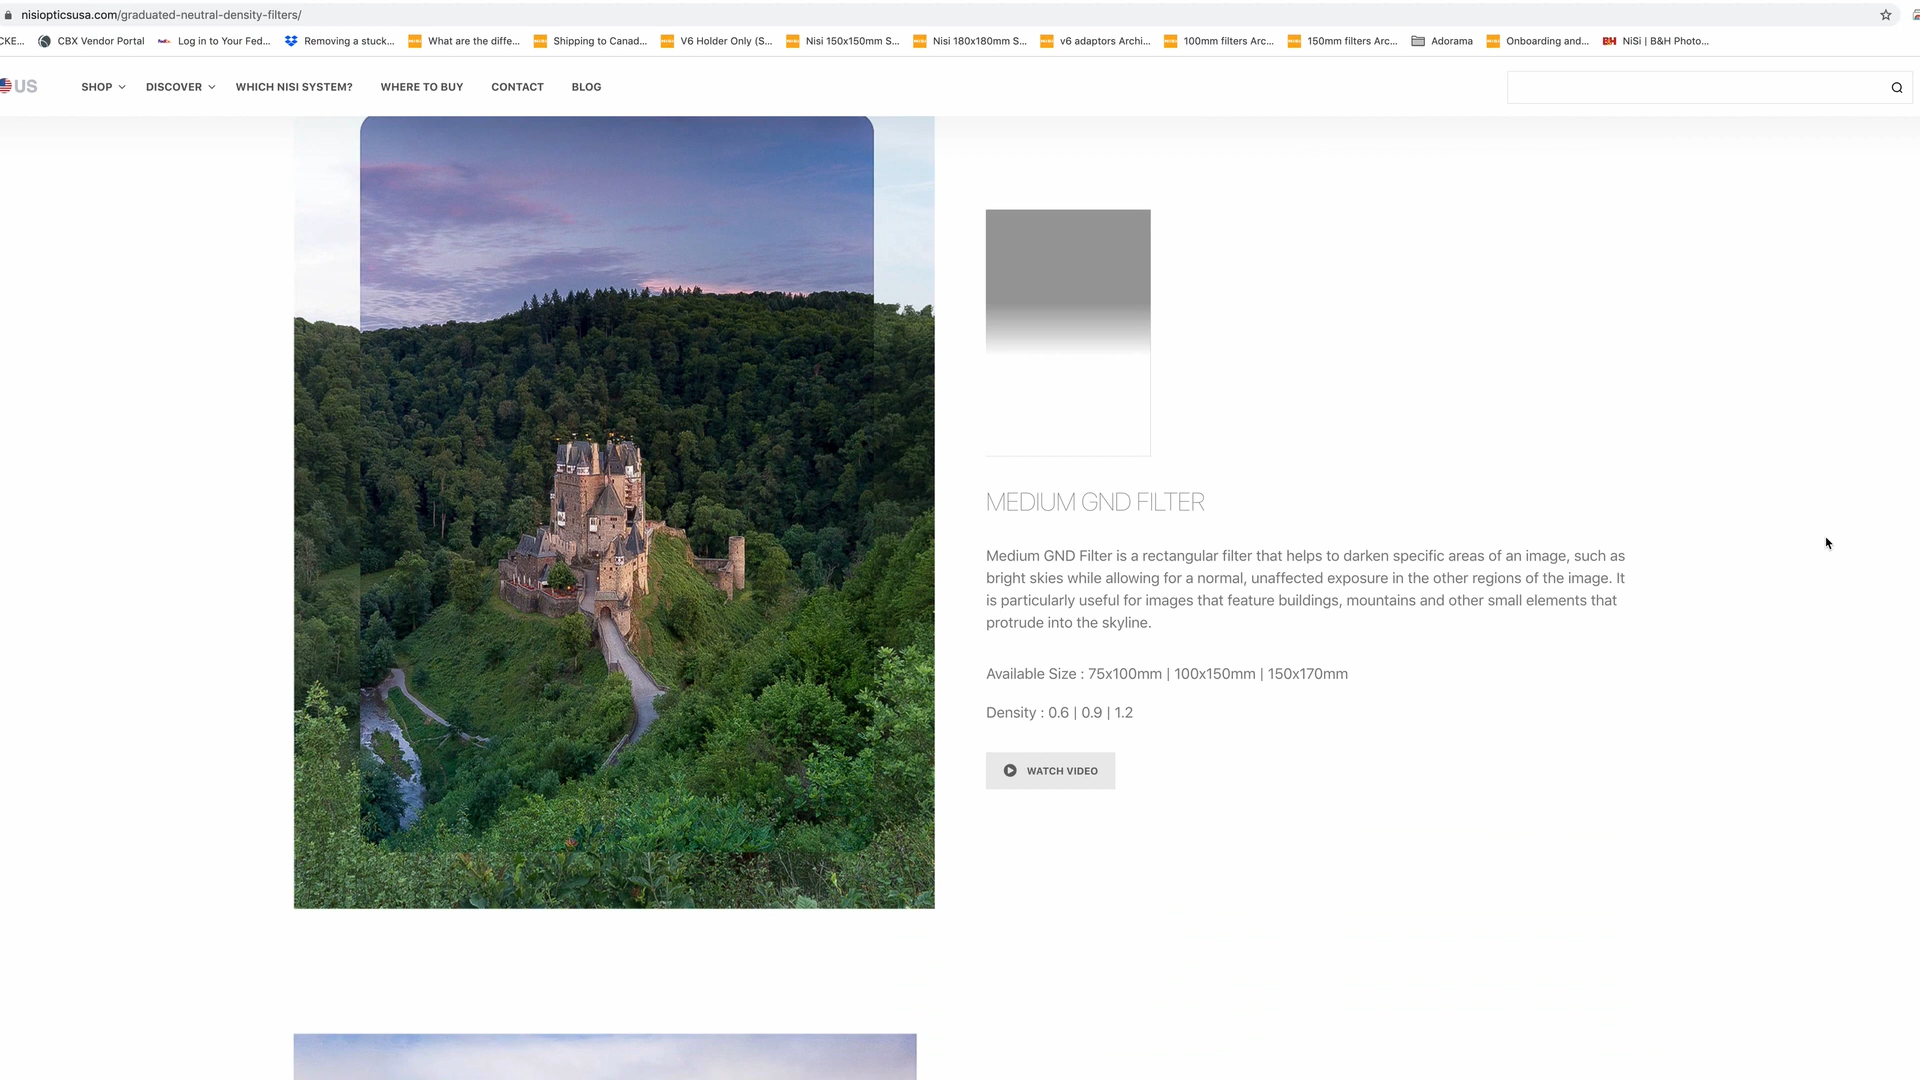 nisiopticsusa.com/graduated-neutral-density-filters/
CKE... CBX Vendor Portal Log in to Your Fed... Removing a stuck... What are the diffe... Shipping to Canad... V6 Holder Only (S... Nisi 150x150mm S... Nisi 180x180mm S... v6 adaptors Archi... 100mm filters Arc... 150mm filters Arc... Adorama Onboarding and... BH NiSi | B&H Photo...
US SHOP DISCOVER WHICH NISI SYSTEM? WHERE TO BUY CONTACT BLOG
MEDIUM GND FILTER
Medium GND Filter is a rectangular filter that helps to darken specific areas of an image, such as
bright skies while allowing for a normal, unaffected exposure in the other regions of the image. It
is particularly useful for images that feature buildings, mountains and other small elements that
protrude into the skyline.
Available Size : 75x100mm | 100x150mm | 150x170mm
Density : 0.6 | 0.9 | 1.2
WATCH VIDEO